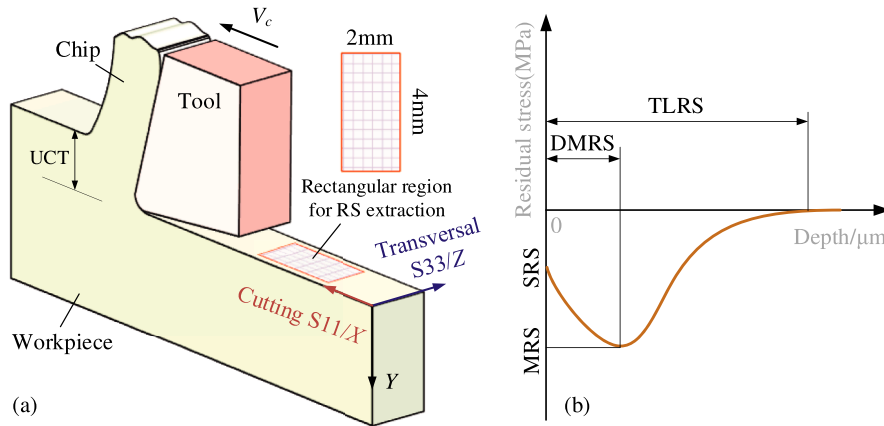 V_c
Chip
Tool
UCT
2mm
4mm
Rectangular region
for RS extraction
Transversal
S33/Z
Cutting S11/X
Workpiece
Y
(a)
Residual stress(MPa)
TLRS
DMRS
0
Depth/μm
SRS
MRS
(b)